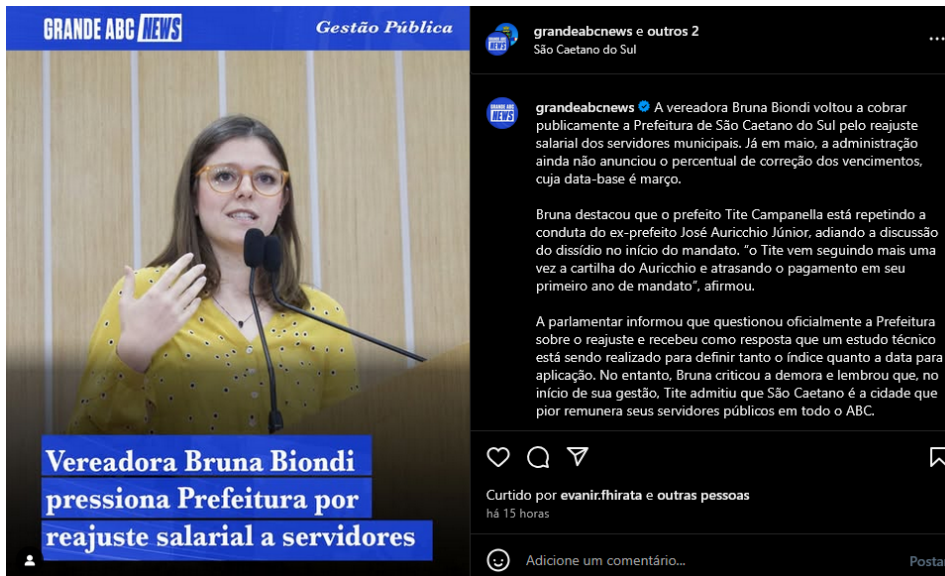 GRANDE ABC NEWS
Gestão Pública
Vereadora Bruna Biondi
pressiona Prefeitura por
reajuste salarial a servidores
grandeabcnews e outros 2
São Caetano do Sul
grandeabcnews A vereadora Bruna Biondi voltou a cobrar
publicamente a Prefeitura de São Caetano do Sul pelo reajuste
salarial dos servidores municipais. Já em maio, a administração
ainda não anunciou o percentual de correção dos vencimentos,
cuja data-base é março.
Bruna destacou que o prefeito Tite Campanella está repetindo a
conduta do ex-prefeito José Auricchio Júnior, adiando a discussão
do dissídio no início do mandato. “o Tite vem seguindo mais uma
vez a cartilha do Auricchio e atrasando o pagamento em seu
primeiro ano de mandato”, afirmou.
A parlamentar informou que questionou oficialmente a Prefeitura
sobre o reajuste e recebeu como resposta que um estudo técnico
está sendo realizado para definir tanto o índice quanto a data para
aplicação. No entanto, Bruna criticou a demora e lembrou que, no
início de sua gestão, Tite admitiu que São Caetano é a cidade que
pior remunera seus servidores públicos em todo o ABC.
Curtido por evanir.fhirata e outras pessoas
há 15 horas
Adicione um comentário...
Posta